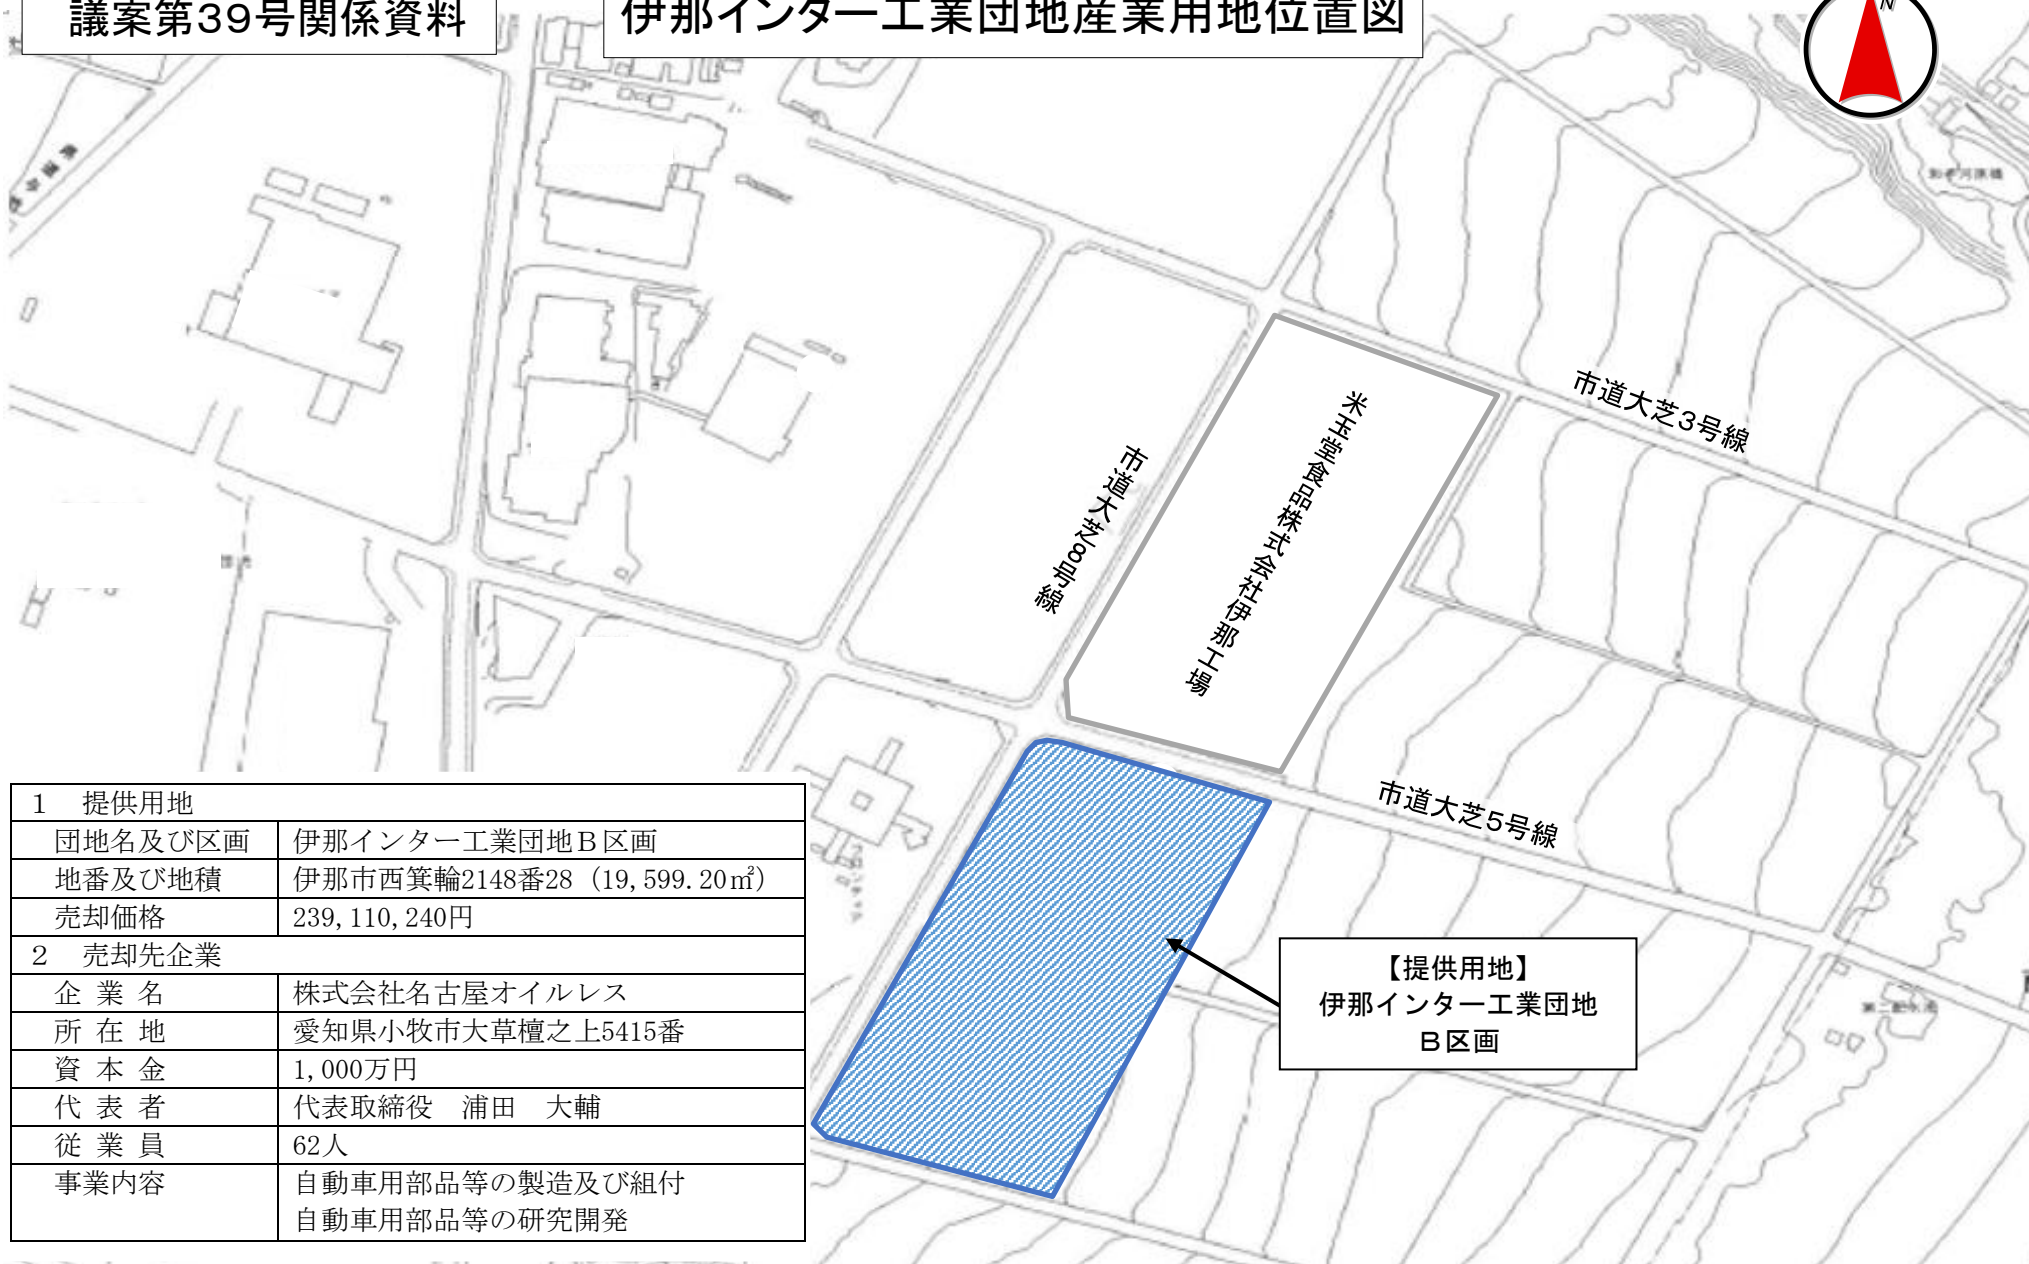 議案第39号関係資料
伊那インター工業団地産業用地位置図
N
市道大芝3号線
米玉堂食品株式会社伊那工場
市道大芝8号線
市道大芝5号線
1 提供用地
団地名及び区画 伊那インター工業団地B区画
地番及び地積 伊那市西箕輪2148番28（19,599.20㎡）
売却価格 239,110,240円
2 売却先企業
企業名 株式会社名古屋オイルレス
所在地 愛知県小牧市大草檀之上5415番
資本金 1,000万円
代表者 代表取締役 浦田 大輔
従業員 62人
事業内容 自動車用部品等の製造及び組付
自動車用部品等の研究開発
【提供用地】
伊那インター工業団地
B区画